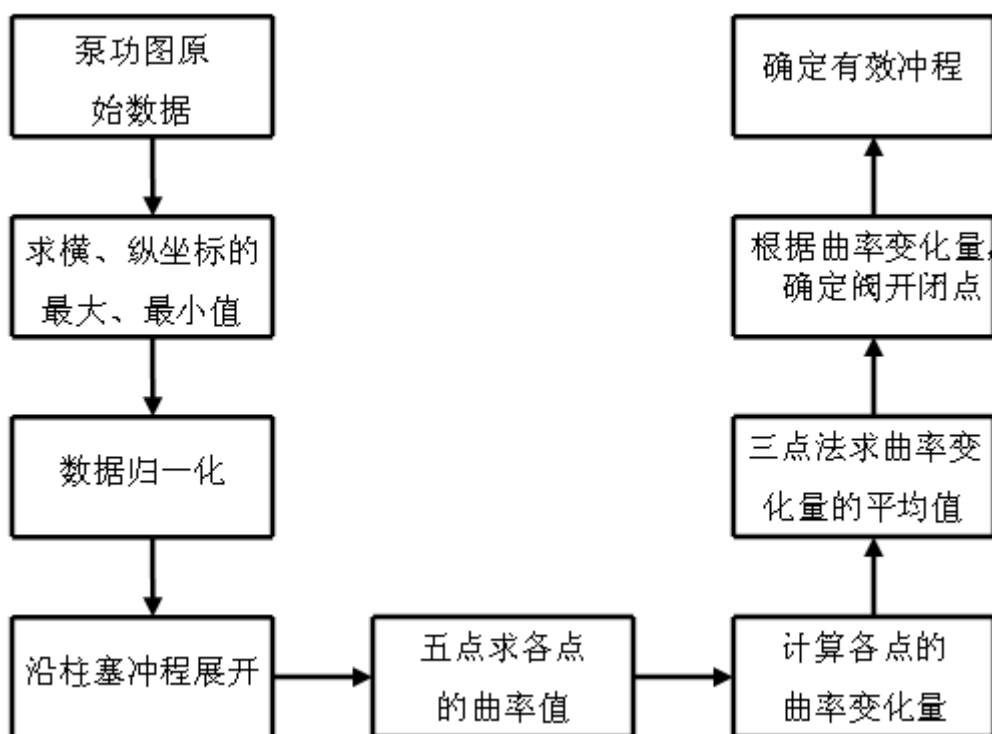 泵功图原
始数据
求横、纵坐标的
最大、最小值
数据归一化
沿柱塞冲程展开
五点求各点
的曲率值
计算各点的
曲率变化量
三点法求曲率变
化量的平均值
根据曲率变化量,
确定阀开闭点
确定有效冲程